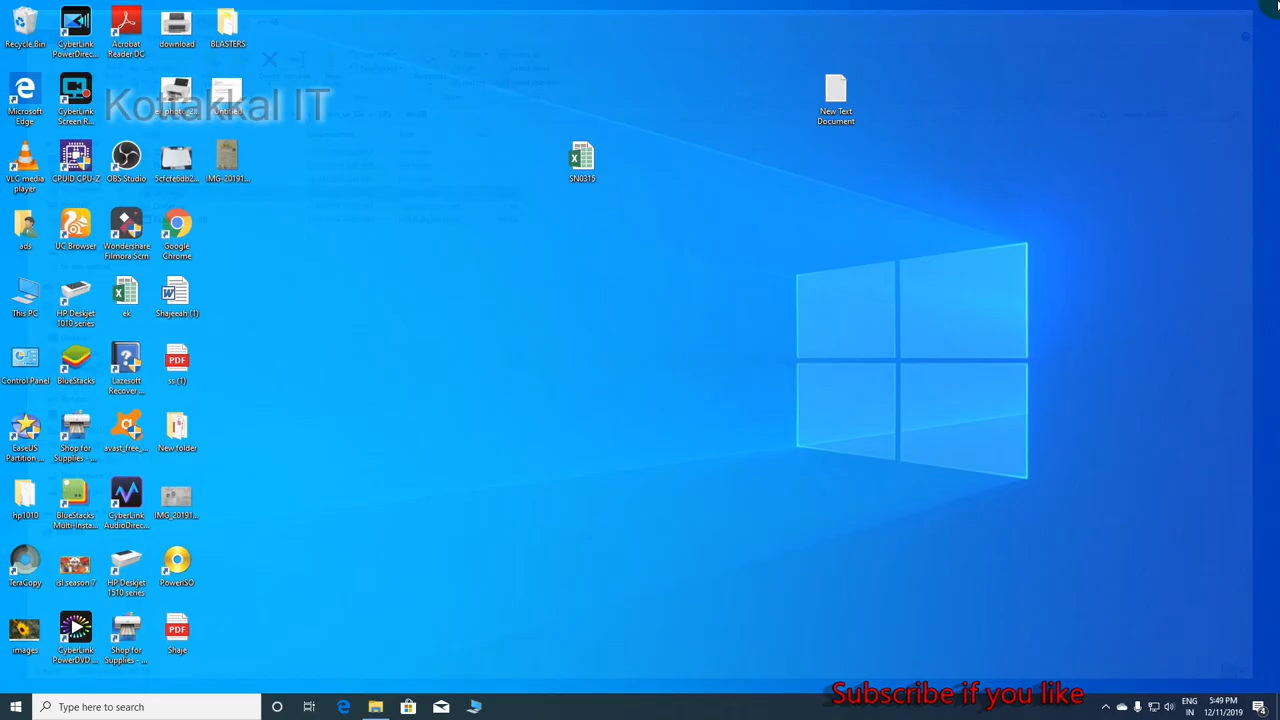 Recycle Bin
CyberLink PowerDirec...
Acrobat Reader DC
download
BLASTERS
Microsoft Edge
CyberLink Screen R...
Untitled
Kottakkal IT
New Text Document
VLC media player
CPUID CPU-Z
OBS Studio
5cfcfe6db2...
IMG-20191...
SN0315
ads
UC Browser
Wondershare Filmora Scrn
Google Chrome
This PC
HP Deskjet 1010 series
ek
Shajeeah (1)
Control Panel
BlueStacks
Lazesoft Recover ...
ss (1)
EaseUS Partition ...
Shop for Supplies - ...
avast_free_...
New folder
hp1010
BlueStacks Multi-Insta...
CyberLink AudioDirec...
IMG_20191...
TeraCopy
isl season 7
HP Deskjet 1510 series
PowerISO
images
CyberLink PowerDVD ...
Shop for Supplies - ...
Shaje
Subscribe if you like
Type here to search
ENG
IN
5:49 PM
12/11/2019
4